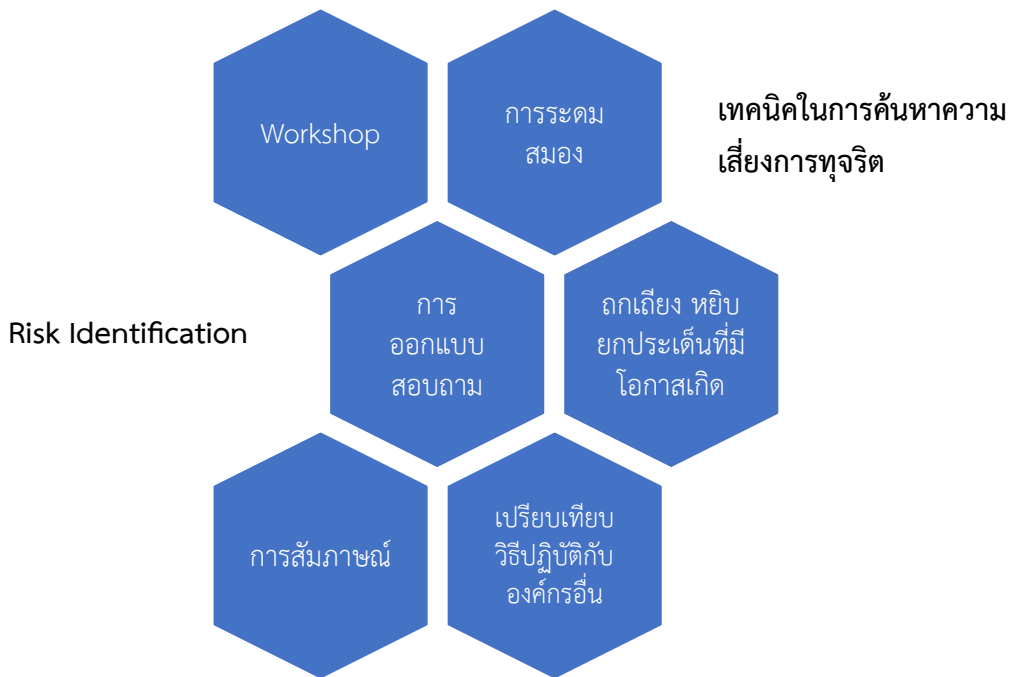 Workshop
การระดม
สมอง
เทคนิคในการค้นหาความ
เสี่ยงการทุจริต
Risk Identification
การ
ออกแบบ
สอบถาม
ถกเถียง หยิบ
ยกประเด็นที่มี
โอกาสเกิด
การสัมภาษณ์
เปรียบเทียบ
วิธีปฏิบัติกับ
องค์กรอื่น